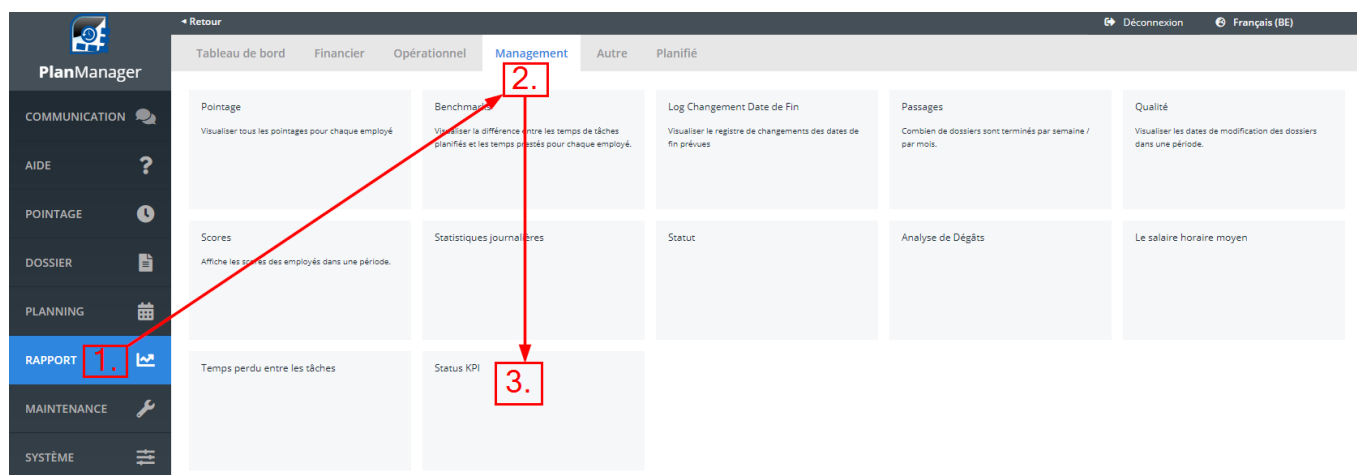 PlanManager
◂ Retour
Déconnexion
Français (BE)
Tableau de bord Financier Opérationnel Management Autre Planifié
COMMUNICATION
AIDE
POINTAGE
DOSSIER
PLANNING
RAPPORT
MAINTENANCE
SYSTÈME
1.
2.
3.
Pointage
Visualiser tous les pointages pour chaque employé
Benchmarks
Visualiser la différence entre les temps de tâches
planifiés et les temps prestés pour chaque employé.
Log Changement Date de Fin
Visualiser le registre de changements des dates de
fin prévues
Passages
Combien de dossiers sont terminés par semaine /
par mois.
Qualité
Visualiser les dates de modification des dossiers
dans une période.
Scores
Affiche les scores des employés dans une période.
Statistiques journalières
Statut
Analyse de Dégâts
Le salaire horaire moyen
Temps perdu entre les tâches
Status KPI